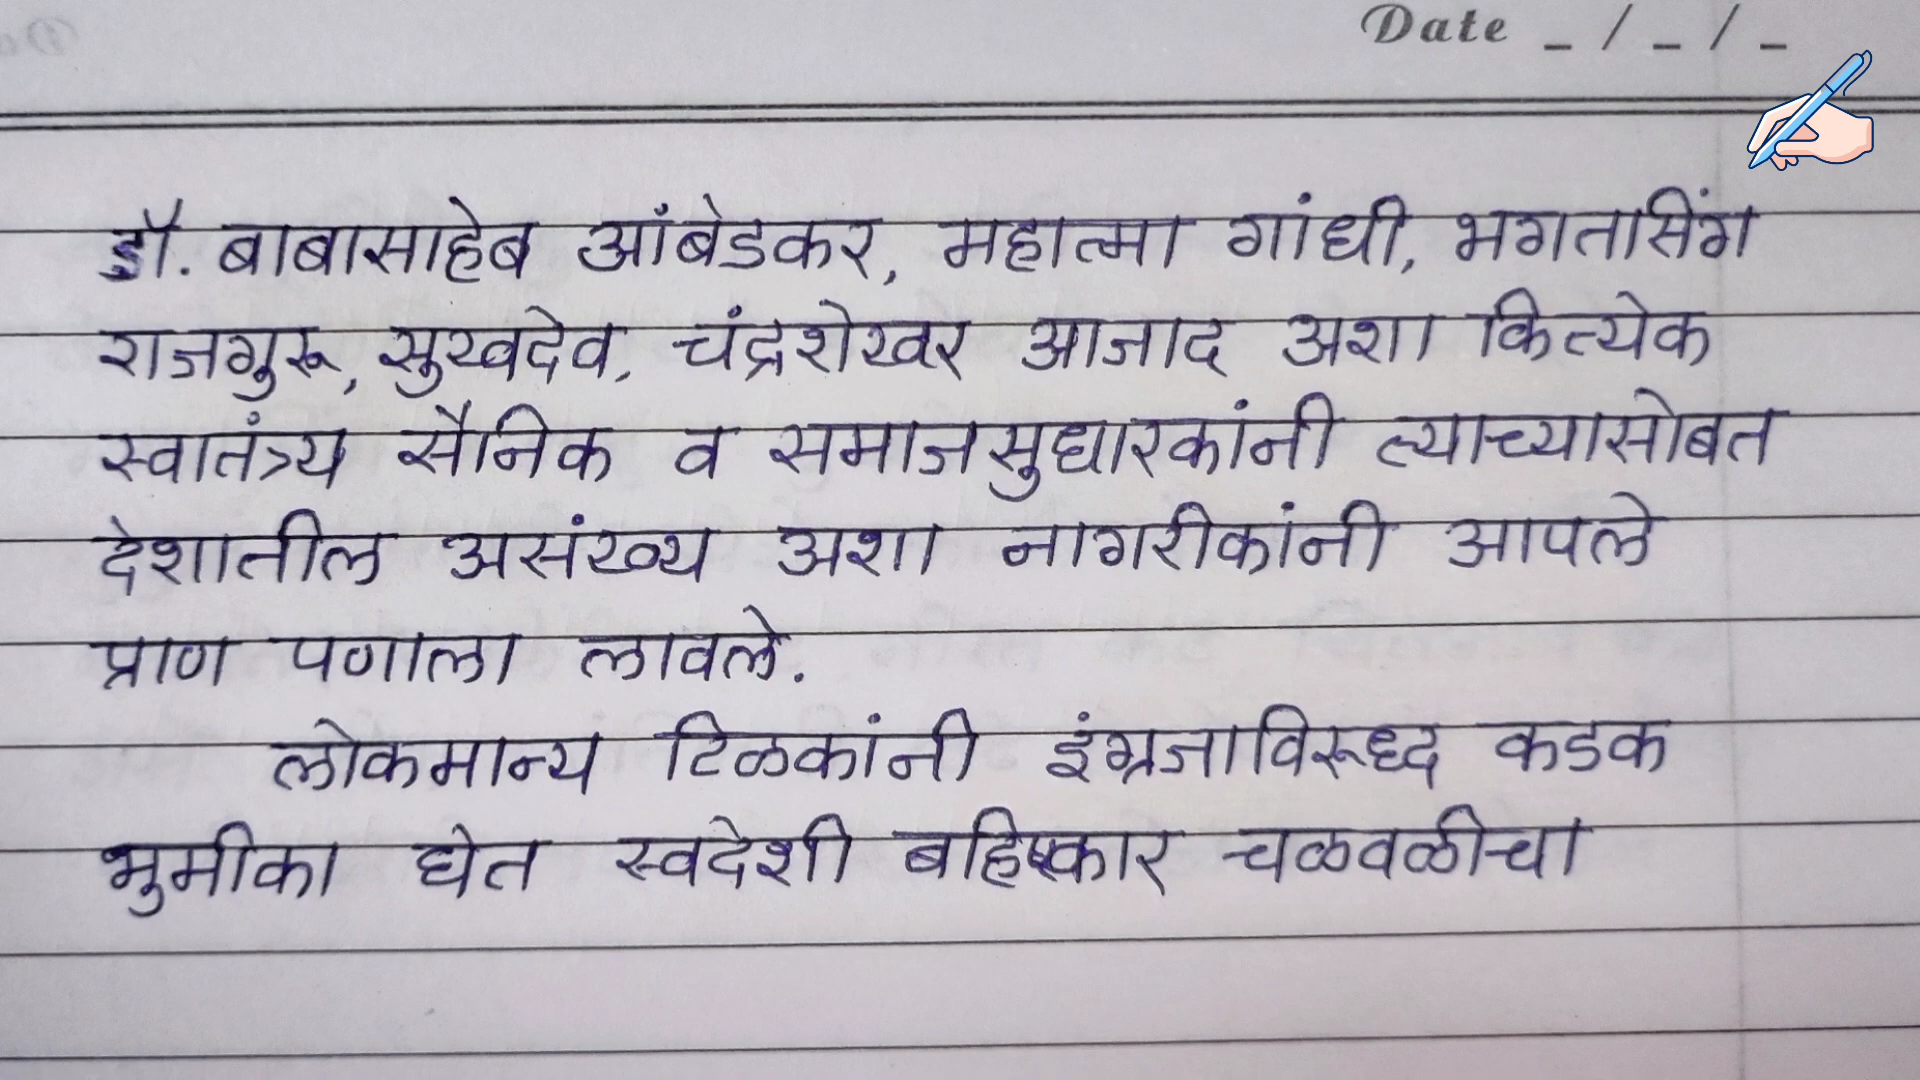 Date _ / _ / _
डॉ. बाबासाहेब आंबेडकर, महात्मा गांधी, भगतासिंग
राजगुरू, सुखदेव, चंद्रशेखर आजाद अशा कित्येक
स्वातंत्र्य सैनिक व समाजसुधारकांनी त्याच्यासोबत
देशातील असंख्य अशा नागरीकांनी आपले
प्राण पणाला लावले.
लोकमान्य टिळकांनी इंग्रजाविरूध्द कडक
भुमीका घेत स्वदेशी बहिष्कार चळवळीचा